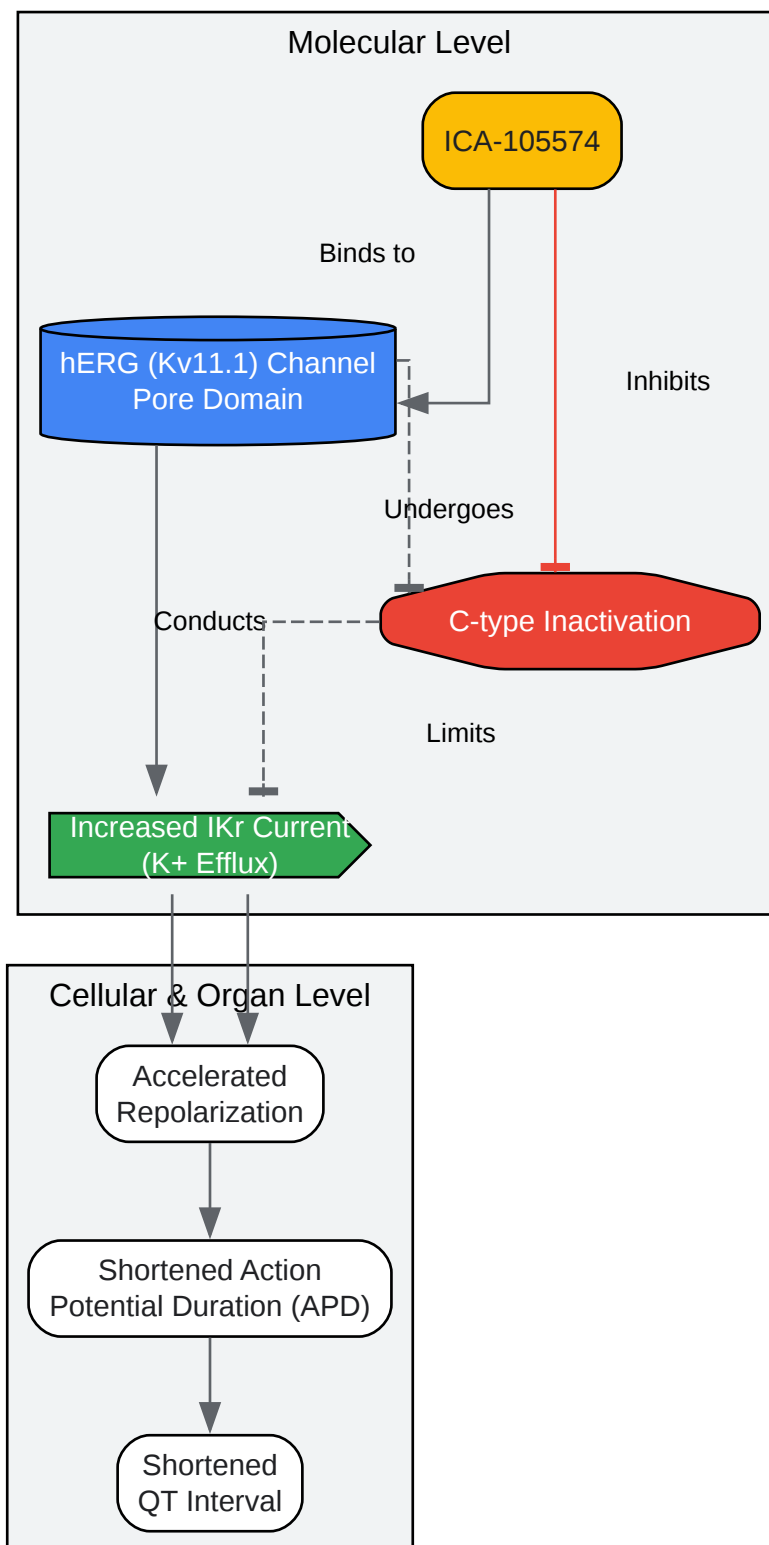 Molecular Level
ICA-105574
Binds to
hERG (Kv11.1) Channel
Pore Domain
Inhibits
Undergoes
Conducts
C-type Inactivation
Limits
Increased IKr Current
(K+ Efflux)
Cellular & Organ Level
Accelerated
Repolarization
Shortened Action
Potential Duration (APD)
Shortened
QT Interval